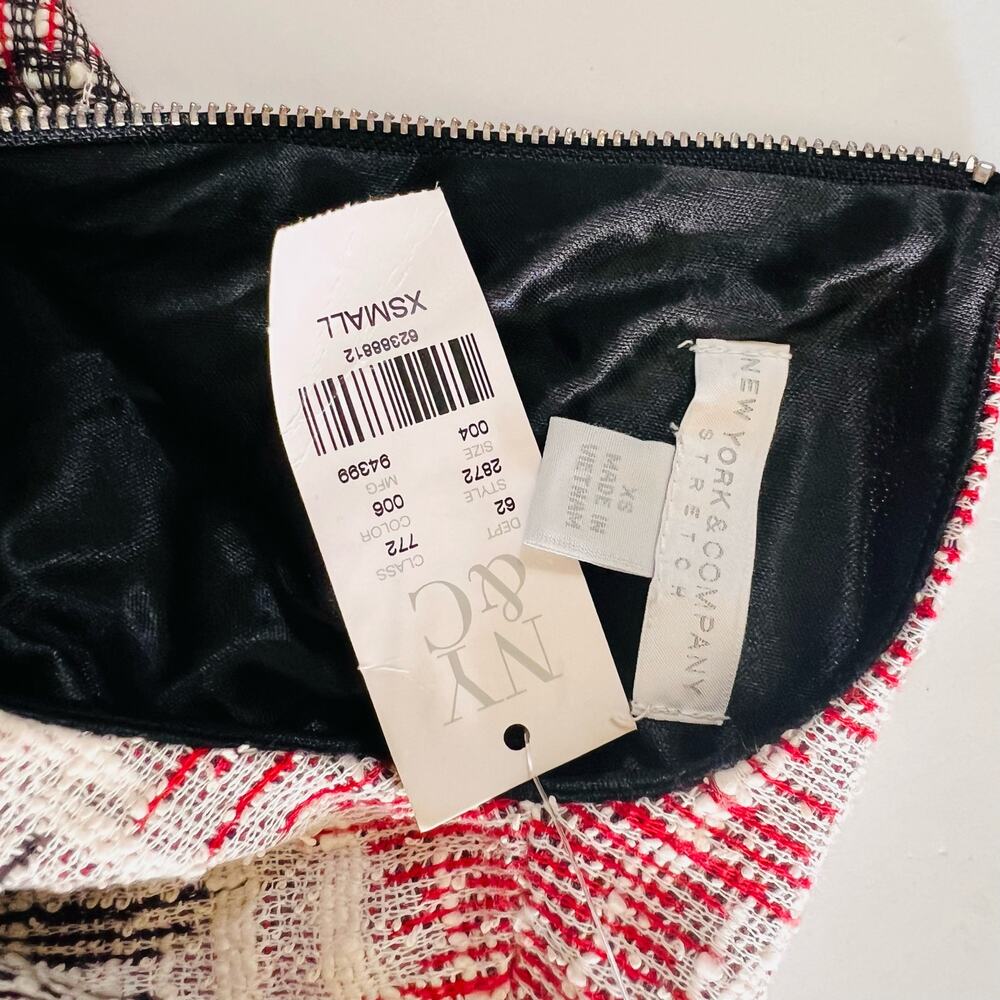 NY
&C
DEPT CLASS
62 772
STYLE COLOR
2872 006
SIZE MFG
004 94399
62388812
XSMALL
XS
MADE IN
VIETNAM
NEW YORK & COMPANY
STRETCH